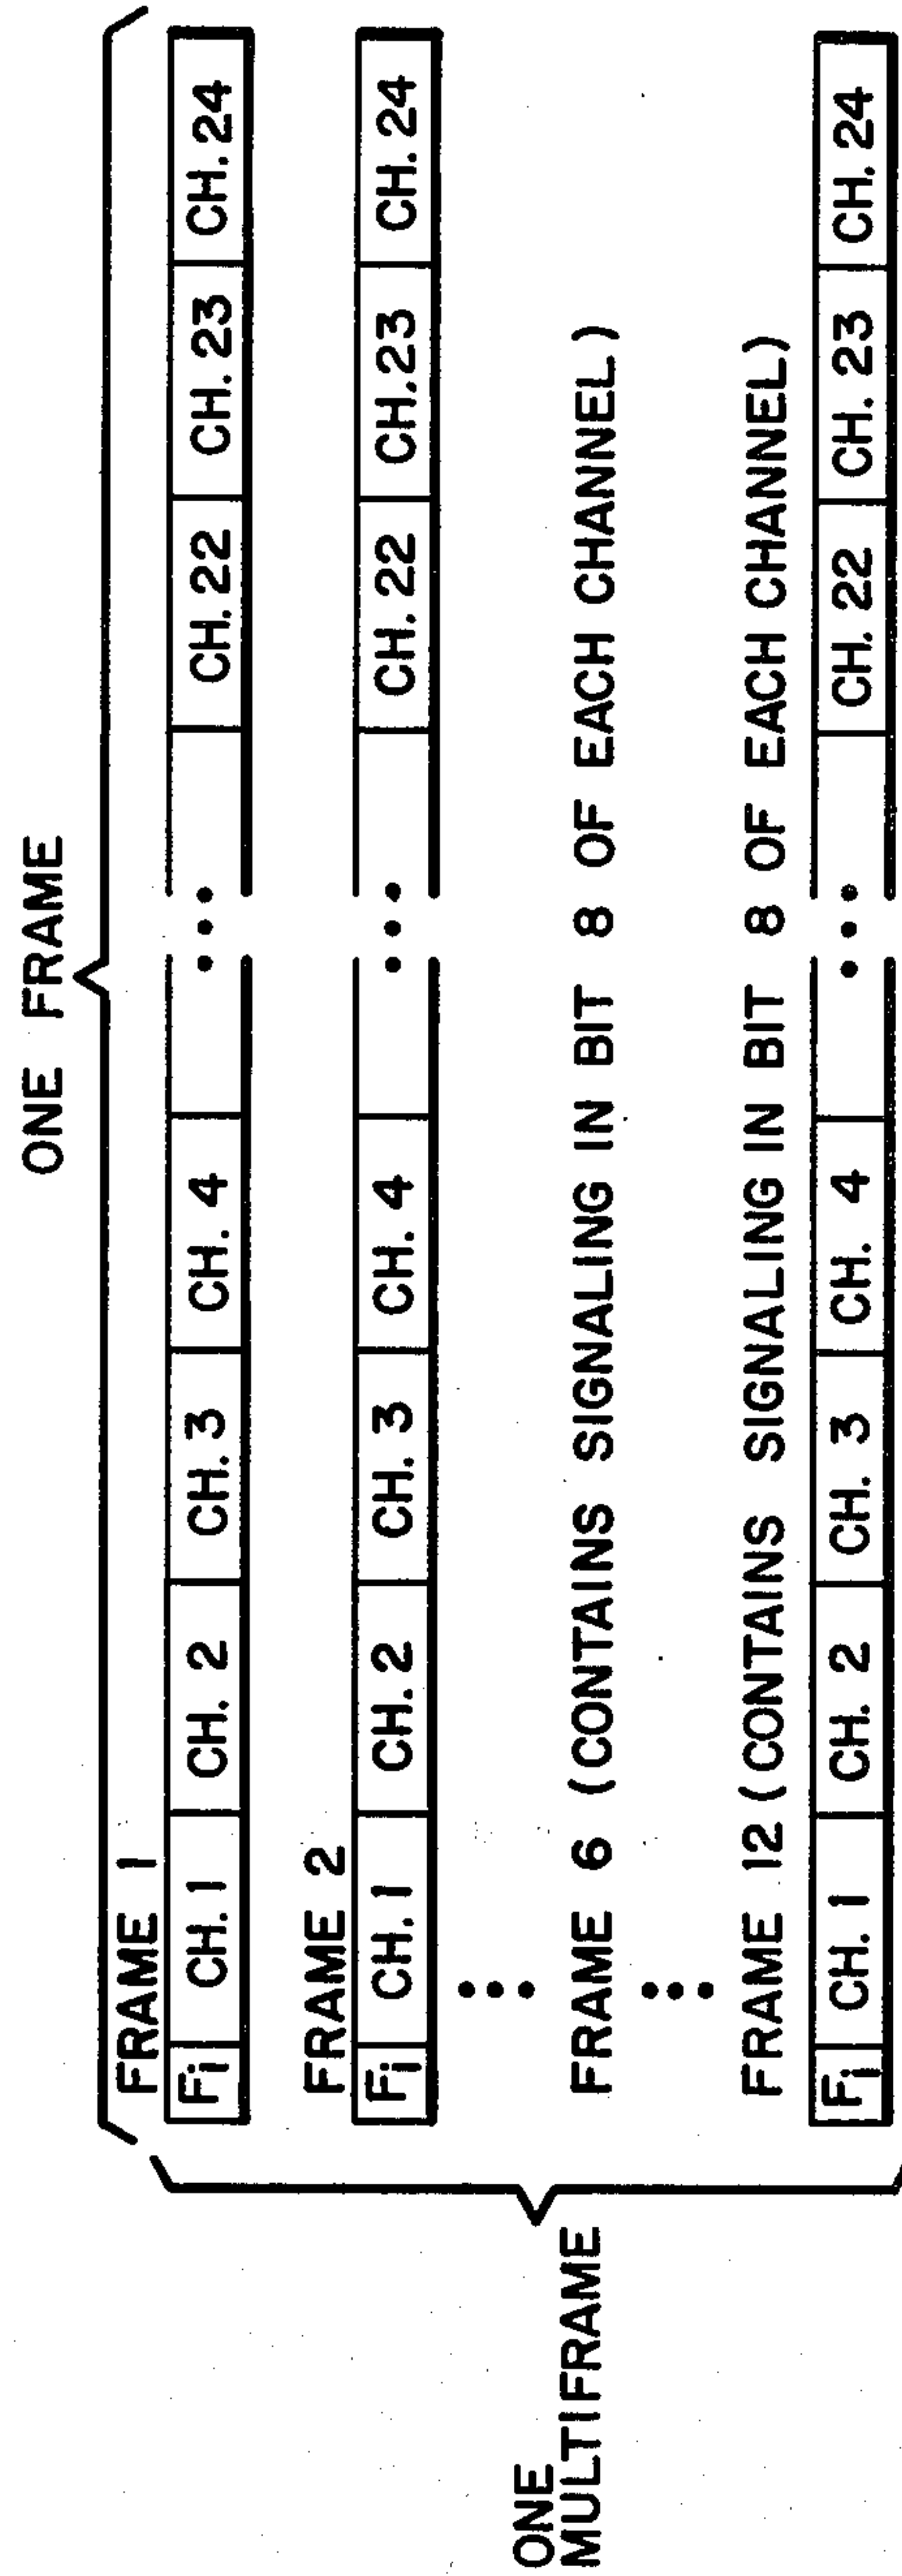 ONE FRAME
FRAME 1
Fi CH. 1 CH. 2 CH. 3 CH. 4 ••• CH. 22 CH. 23 CH. 24
FRAME 2
Fi CH. 1 CH. 2 CH. 3 CH. 4 ••• CH. 22 CH. 23 CH. 24
•••
FRAME 6 (CONTAINS SIGNALING IN BIT 8 OF EACH CHANNEL)
•••
FRAME 12 (CONTAINS SIGNALING IN BIT 8 OF EACH CHANNEL)
Fi CH. 1 CH. 2 CH. 3 CH. 4 ••• CH. 22 CH. 23 CH. 24
ONE
MULTIFRAME